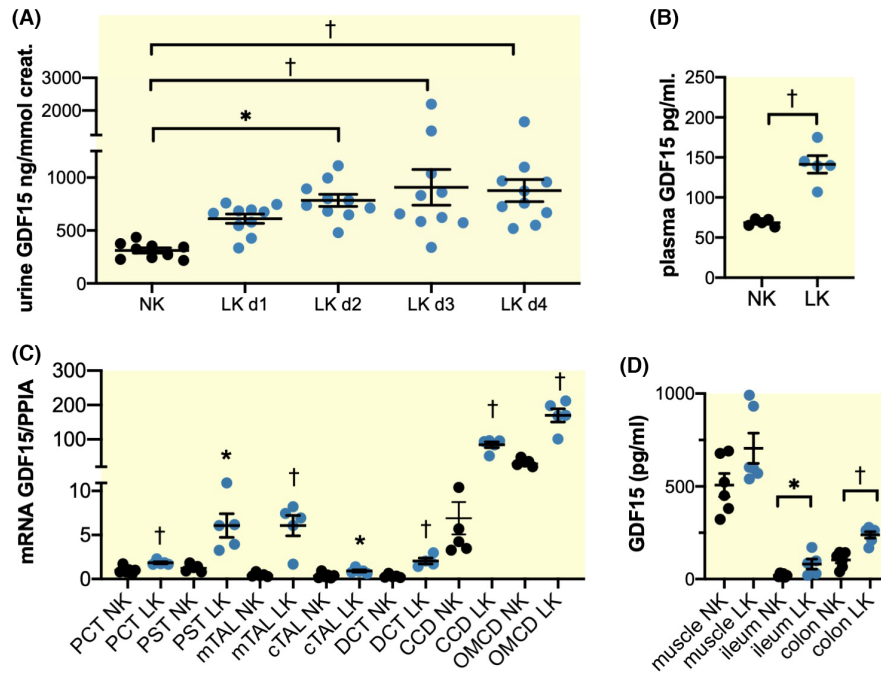 (A)
urine GDF15 ng/mmol creat.
3000
2000
1000
500
0
†
†
*
NK
LK d1
LK d2
LK d3
LK d4
(B)
plasma GDF15 pg/ml.
250
200
150
100
50
0
†
NK
LK
(C)
mRNA GDF15/PPIA
300
200
100
10
5
0
†
*
†
*
†
†
†
PCT NK
PCT LK
PST NK
PST LK
mTAL NK
mTAL LK
cTAL NK
cTAL LK
DCT NK
DCT LK
CCD NK
CCD LK
OMCD NK
OMCD LK
(D)
GDF15 (pg/ml)
1000
500
0
*
†
muscle NK
muscle LK
ileum NK
ileum LK
colon NK
colon LK